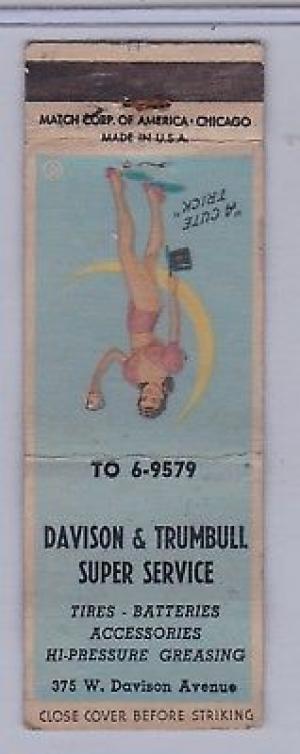 MATCH CORP. OF AMERICA · CHICAGO
MADE IN U.S.A.
"A CUTE
TRICK"
TO 6-9579
DAVISON & TRUMBULL
SUPER SERVICE
TIRES - BATTERIES
ACCESSORIES
HI-PRESSURE GREASING
375 W. Davison Avenue
CLOSE COVER BEFORE STRIKING